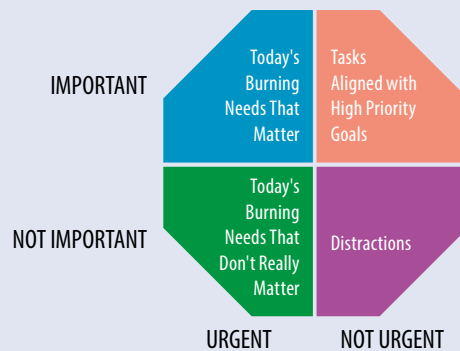 IMPORTANT
Today's
Burning
Needs That
Matter
Tasks
Aligned with
High Priority
Goals
NOT IMPORTANT
Today's
Burning
Needs That
Don't Really
Matter
Distractions
URGENT
NOT URGENT